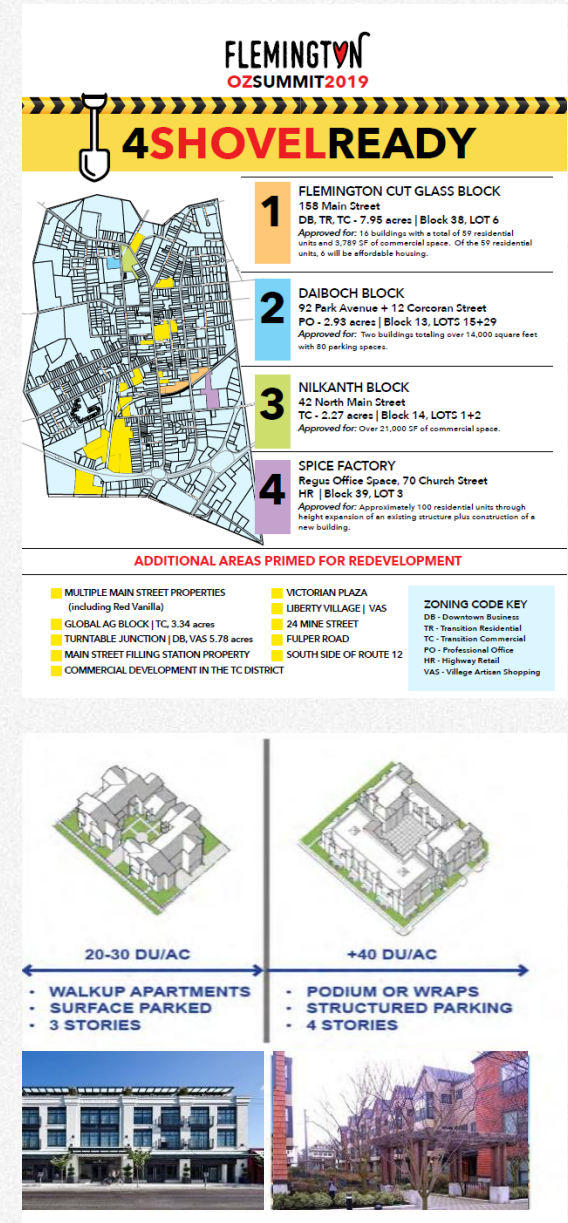 FLEMINGTON
OZSUMMIT2019
4SHOVELREADY
1
FLEMINGTON CUT GLASS BLOCK
158 Main Street
DB, TR, TC - 7.95 acres | Block 38, LOT 6
Approved for: 16 buildings with a total of 59 residential
units and 3,789 SF of commercial space. Of the 59 residential
units, 6 will be affordable housing.
2
DAIBOCH BLOCK
92 Park Avenue + 12 Corcoran Street
PO - 2.93 acres | Block 13, LOTS 15+29
Approved for: Two buildings totaling over 14,000 square feet
with 80 parking spaces.
3
NILKANTH BLOCK
42 North Main Street
TC - 2.27 acres | Block 14, LOTS 1+2
Approved for: Over 21,000 SF of commercial space.
4
SPICE FACTORY
Regus Office Space, 70 Church Street
HR | Block 39, LOT 3
Approved for: Approximately 100 residential units through
height expansion of an existing structure plus construction of a
new building.
ADDITIONAL AREAS PRIMED FOR REDEVELOPMENT
MULTIPLE MAIN STREET PROPERTIES
(including Red Vanilla)
GLOBAL AG BLOCK | TC, 3.34 acres
TURNTABLE JUNCTION | DB, VAS 5.78 acres
MAIN STREET FILLING STATION PROPERTY
COMMERCIAL DEVELOPMENT IN THE TC DISTRICT
VICTORIAN PLAZA
LIBERTY VILLAGE | VAS
24 MINE STREET
FULPER ROAD
SOUTH SIDE OF ROUTE 12
ZONING CODE KEY
DB - Downtown Business
TR - Transition Residential
TC - Transition Commercial
PO - Professional Office
HR - Highway Retail
VAS - Village Artisan Shopping
20-30 DU/AC
• WALKUP APARTMENTS
• SURFACE PARKED
• 3 STORIES
+40 DU/AC
• PODIUM OR WRAPS
• STRUCTURED PARKING
• 4 STORIES